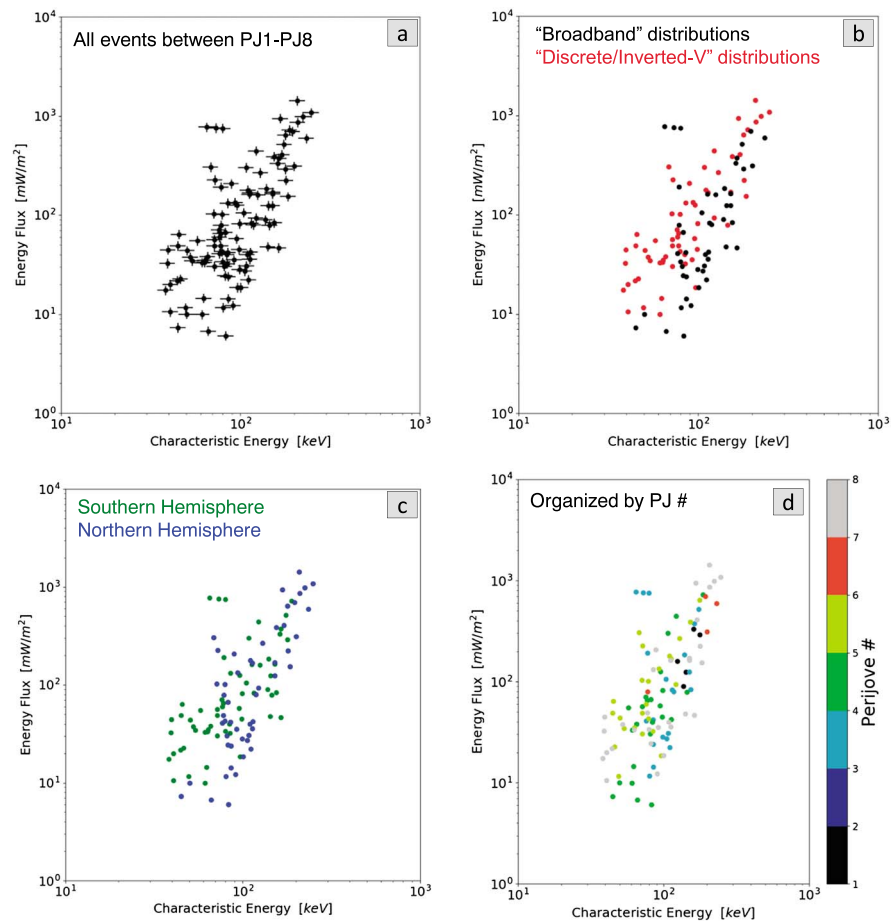 All events between PJ1-PJ8
a
10⁴
10³
10²
10¹
10⁰
Energy Flux [mW/m²]
10¹
10²
10³
Characteristic Energy [keV]
"Broadband" distributions
"Discrete/Inverted-V" distributions
b
10⁴
10³
10²
10¹
10⁰
Energy Flux [mW/m²]
10¹
10²
10³
Characteristic Energy [keV]
Southern Hemisphere
Northern Hemisphere
c
10⁴
10³
10²
10¹
10⁰
Energy Flux [mW/m²]
10¹
10²
10³
Characteristic Energy [keV]
Organized by PJ #
d
10⁴
10³
10²
10¹
10⁰
Energy Flux [mW/m²]
10¹
10²
10³
Characteristic Energy [keV]
8
7
6
5
4
3
2
1
Perijove #